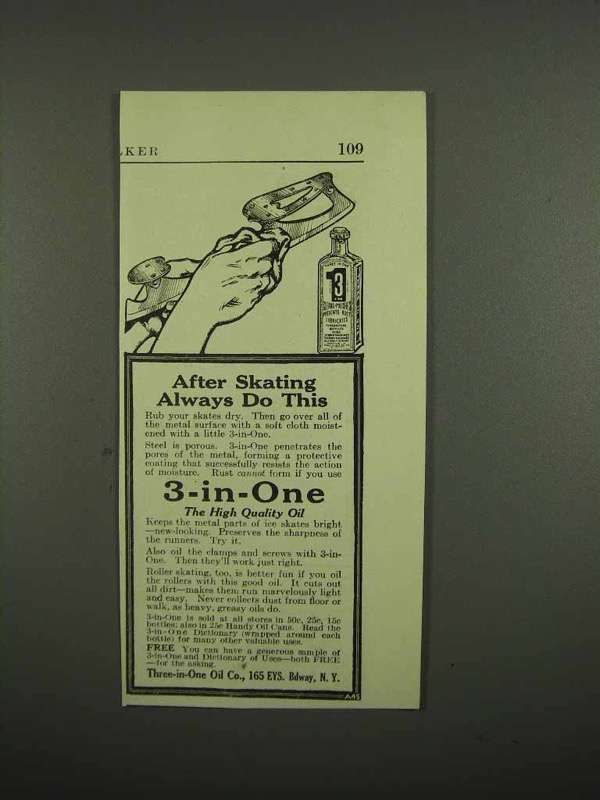 KER 109
3
PREVENTS RUST
LUBRICATES
After Skating
Always Do This
Rub your skates dry. Then go over all of
the metal surface with a soft cloth moist-
ened with a little 3-in-One.
Steel is porous. 3-in-One penetrates the
pores of the metal, forming a protective
coating that successfully resists the action
of moisture. Rust cannot form if you use
3-in-One
The High Quality Oil
Keeps the metal parts of ice skates bright
—new-looking. Preserves the sharpness of
the runners. Try it.
Also oil the clamps and screws with 3-in-
One. Then they'll work just right.
Roller skating, too, is better fun if you oil
the rollers with this good oil. It cuts out
all dirt—makes them run marvelously light
and easy. Never collects dust from floor or
walk, as heavy, greasy oils do.
3-in-One is sold at all stores in 50c, 25c, 15c
bottles; also in 25c Handy Oil Cans. Read the
3-in-One Dictionary (wrapped around each
bottle) for many other valuable uses.
FREE You can have a generous sample of
3-in-One and Dictionary of Uses—both FREE
—for the asking.
Three-in-One Oil Co., 165 EYS. Bdway, N. Y.
A45